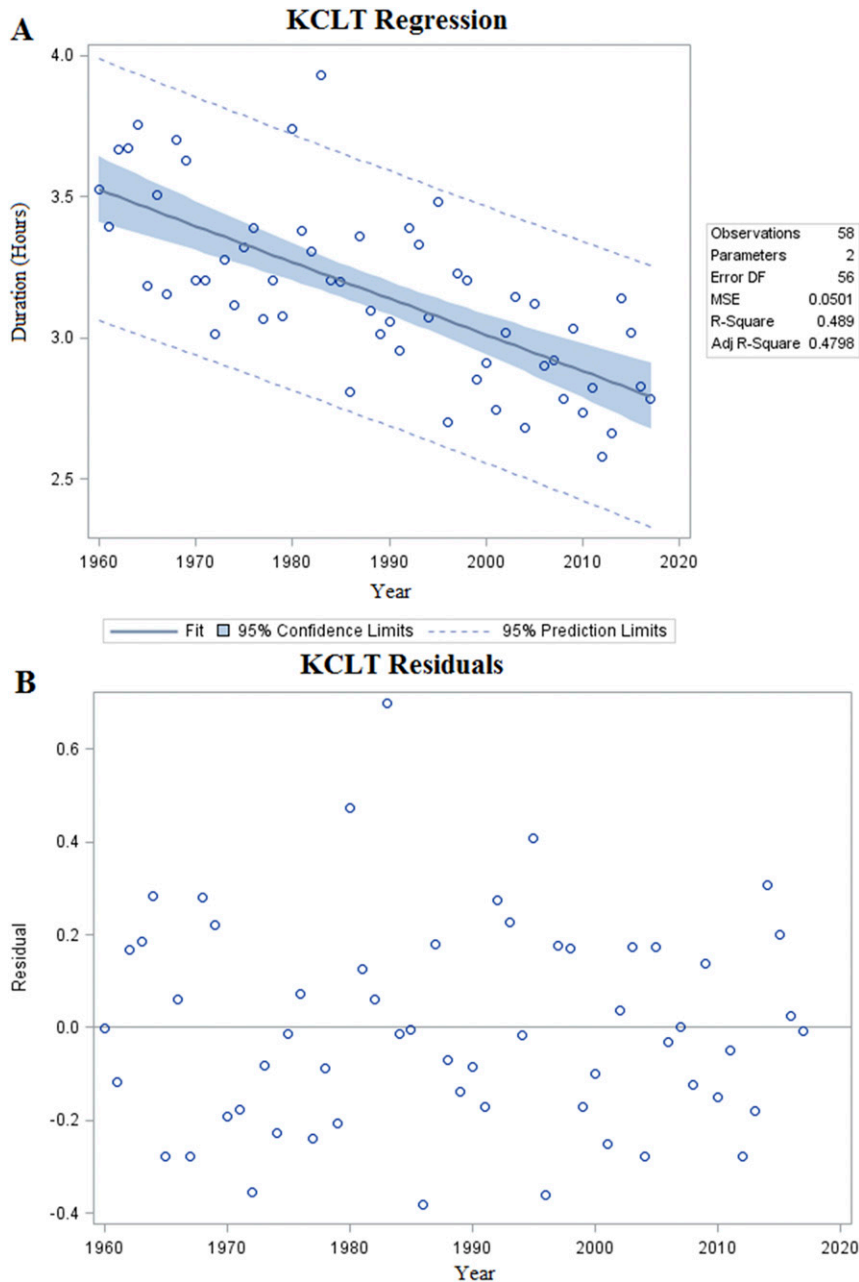 A
KCLT Regression
4.0
3.5
3.0
2.5
Duration (Hours)
1960 1970 1980 1990 2000 2010 2020
Year
Observations 58
Parameters 2
Error DF 56
MSE 0.0501
R-Square 0.489
Adj R-Square 0.4798
Fit 95% Confidence Limits 95% Prediction Limits
B
KCLT Residuals
0.6
0.4
0.2
0.0
-0.2
-0.4
Residual
1960 1970 1980 1990 2000 2010 2020
Year